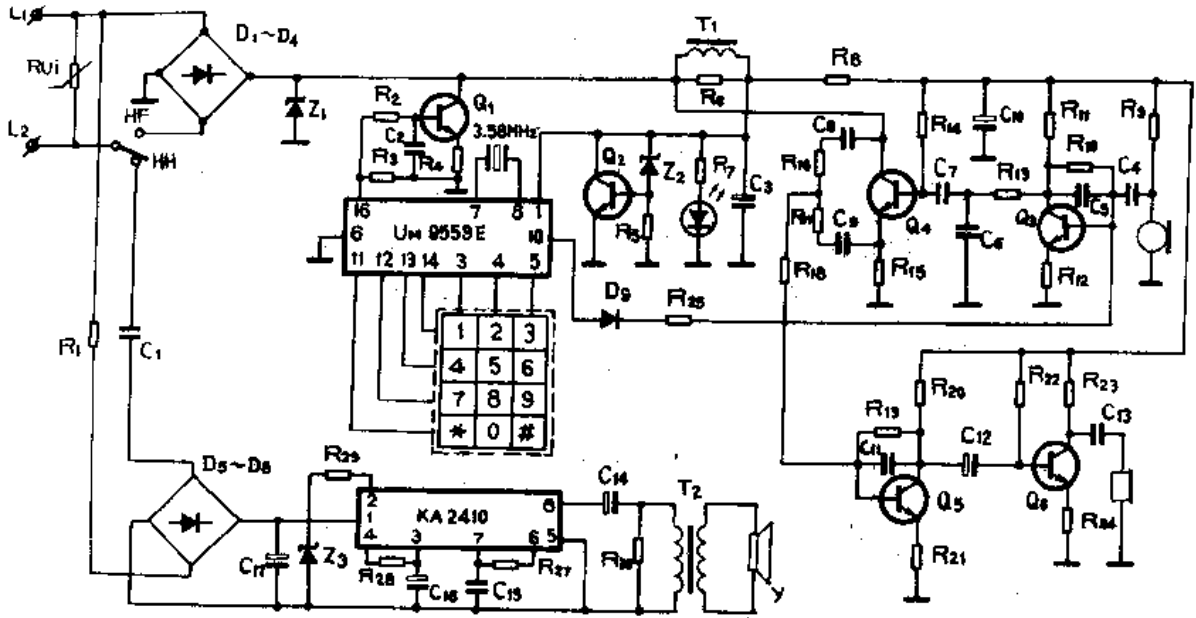 L1
D1~D4
T1
RUi
HF
L2
HH
Z1
R2
C2
R3
R4
Q1
3.58MHz
16
7
8
1
6
UM 9559E
10
11 12 13 14 3 4 5
Q2
Z2
R5
R7
C3
R6
R8
C8
R16
C9
R18
Q4
R15
R14
C7
C6
C10
R13
R11
R10
C5
C4
R9
Q3
R12
D9
R25
1 2 3
4 5 6
7 8 9
* 0 #
R1
C1
R19
C11
Q5
R20
R21
C12
R22
R23
C13
Q6
R24
D5~D8
R29
2
1
4
KA 2410
3
7
6
8
5
C17
Z3
R28
C16
C15
R27
C14
T2
Y